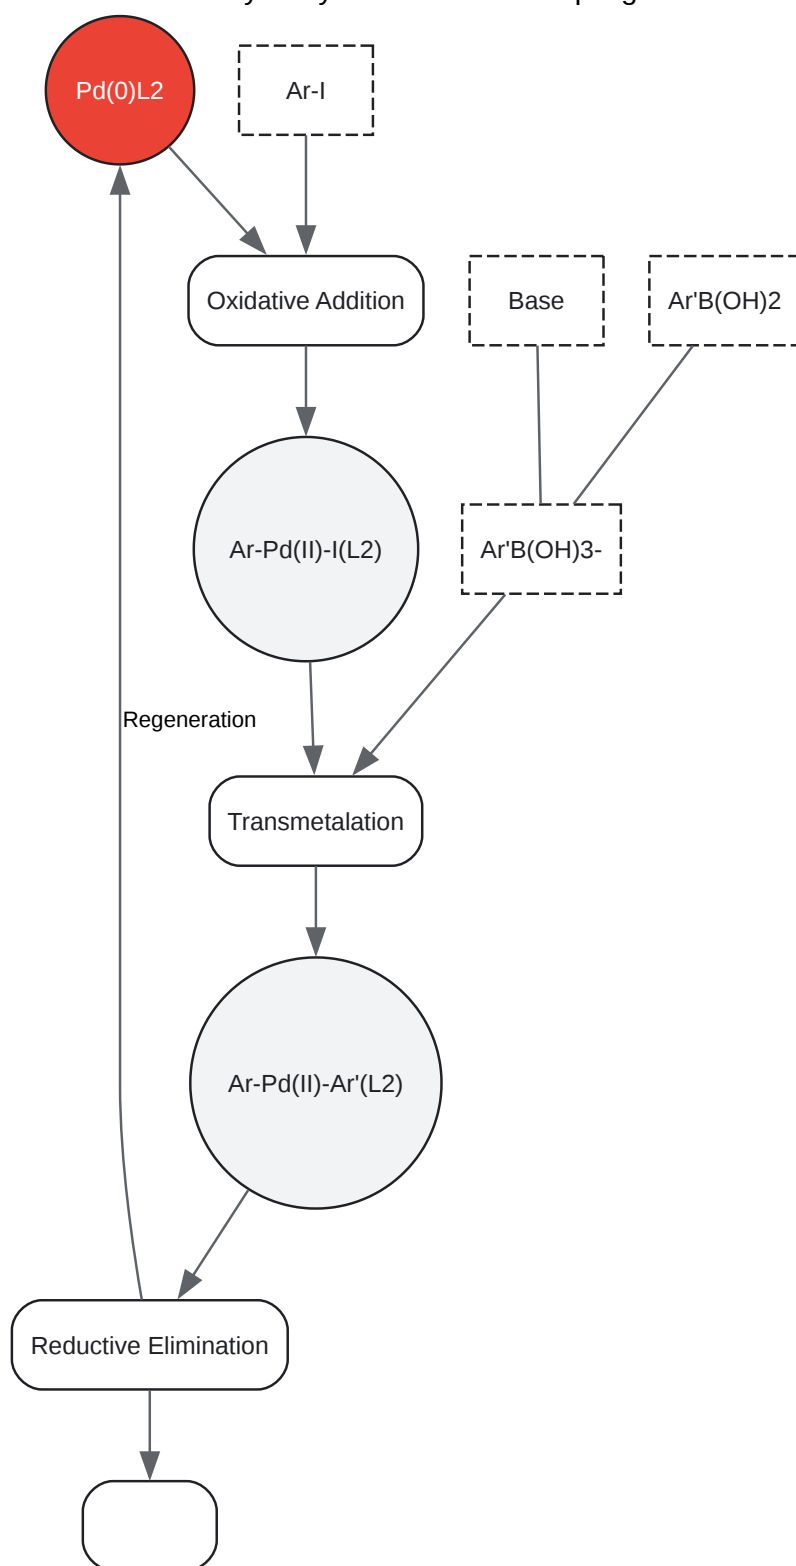 Pd(0)L2
Ar-I
Oxidative Addition
Base
Ar'B(OH)2
Ar-Pd(II)-I(L2)
Ar'B(OH)3-
Regeneration
Transmetalation
Ar-Pd(II)-Ar'(L2)
Reductive Elimination